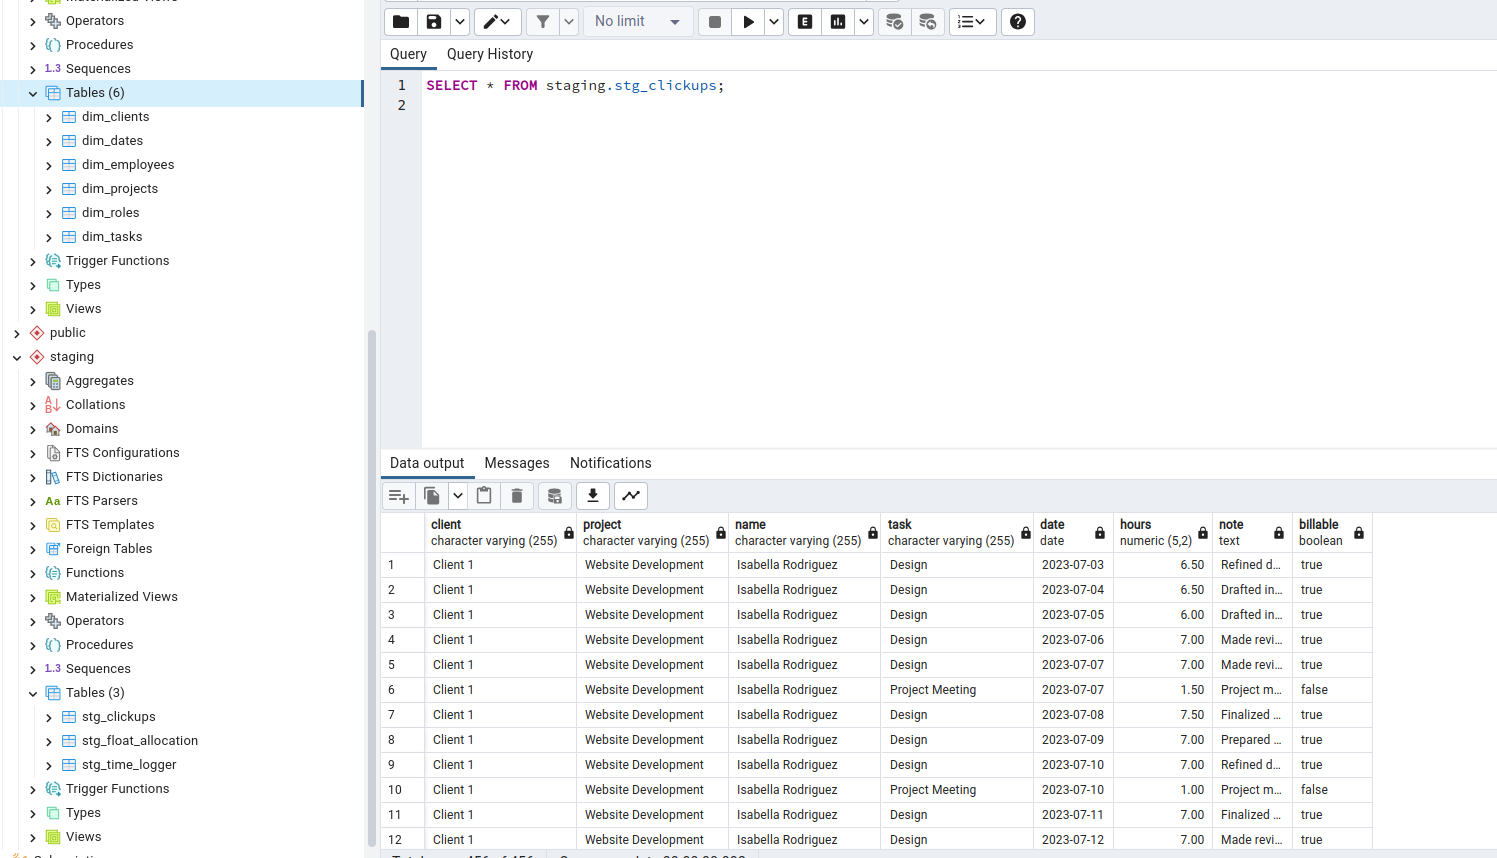 Operators
Procedures
1.3 Sequences
Tables (6)
dim_clients
dim_dates
dim_employees
dim_projects
dim_roles
dim_tasks
Trigger Functions
Types
Views
public
staging
Aggregates
Collations
Domains
FTS Configurations
FTS Dictionaries
Aa FTS Parsers
FTS Templates
Foreign Tables
Functions
Materialized Views
Operators
Procedures
1.3 Sequences
Tables (3)
stg_clickups
stg_float_allocation
stg_time_logger
Trigger Functions
Types
Views
No limit
E
Query Query History
1 SELECT * FROM staging.stg_clickups;
2
Data output Messages Notifications
client project name task date hours note billable
character varying (255) character varying (255) character varying (255) character varying (255) date numeric (5,2) text boolean
1 Client 1 Website Development Isabella Rodriguez Design 2023-07-03 6.50 Refined d... true
2 Client 1 Website Development Isabella Rodriguez Design 2023-07-04 6.50 Drafted in... true
3 Client 1 Website Development Isabella Rodriguez Design 2023-07-05 6.00 Drafted in... true
4 Client 1 Website Development Isabella Rodriguez Design 2023-07-06 7.00 Made revi... true
5 Client 1 Website Development Isabella Rodriguez Design 2023-07-07 7.00 Made revi... true
6 Client 1 Website Development Isabella Rodriguez Project Meeting 2023-07-07 1.50 Project m... false
7 Client 1 Website Development Isabella Rodriguez Design 2023-07-08 7.50 Finalized ... true
8 Client 1 Website Development Isabella Rodriguez Design 2023-07-09 7.00 Prepared ... true
9 Client 1 Website Development Isabella Rodriguez Design 2023-07-10 7.00 Refined d... true
10 Client 1 Website Development Isabella Rodriguez Project Meeting 2023-07-10 1.00 Project m... false
11 Client 1 Website Development Isabella Rodriguez Design 2023-07-11 7.00 Finalized ... true
12 Client 1 Website Development Isabella Rodriguez Design 2023-07-12 7.00 Made revi... true